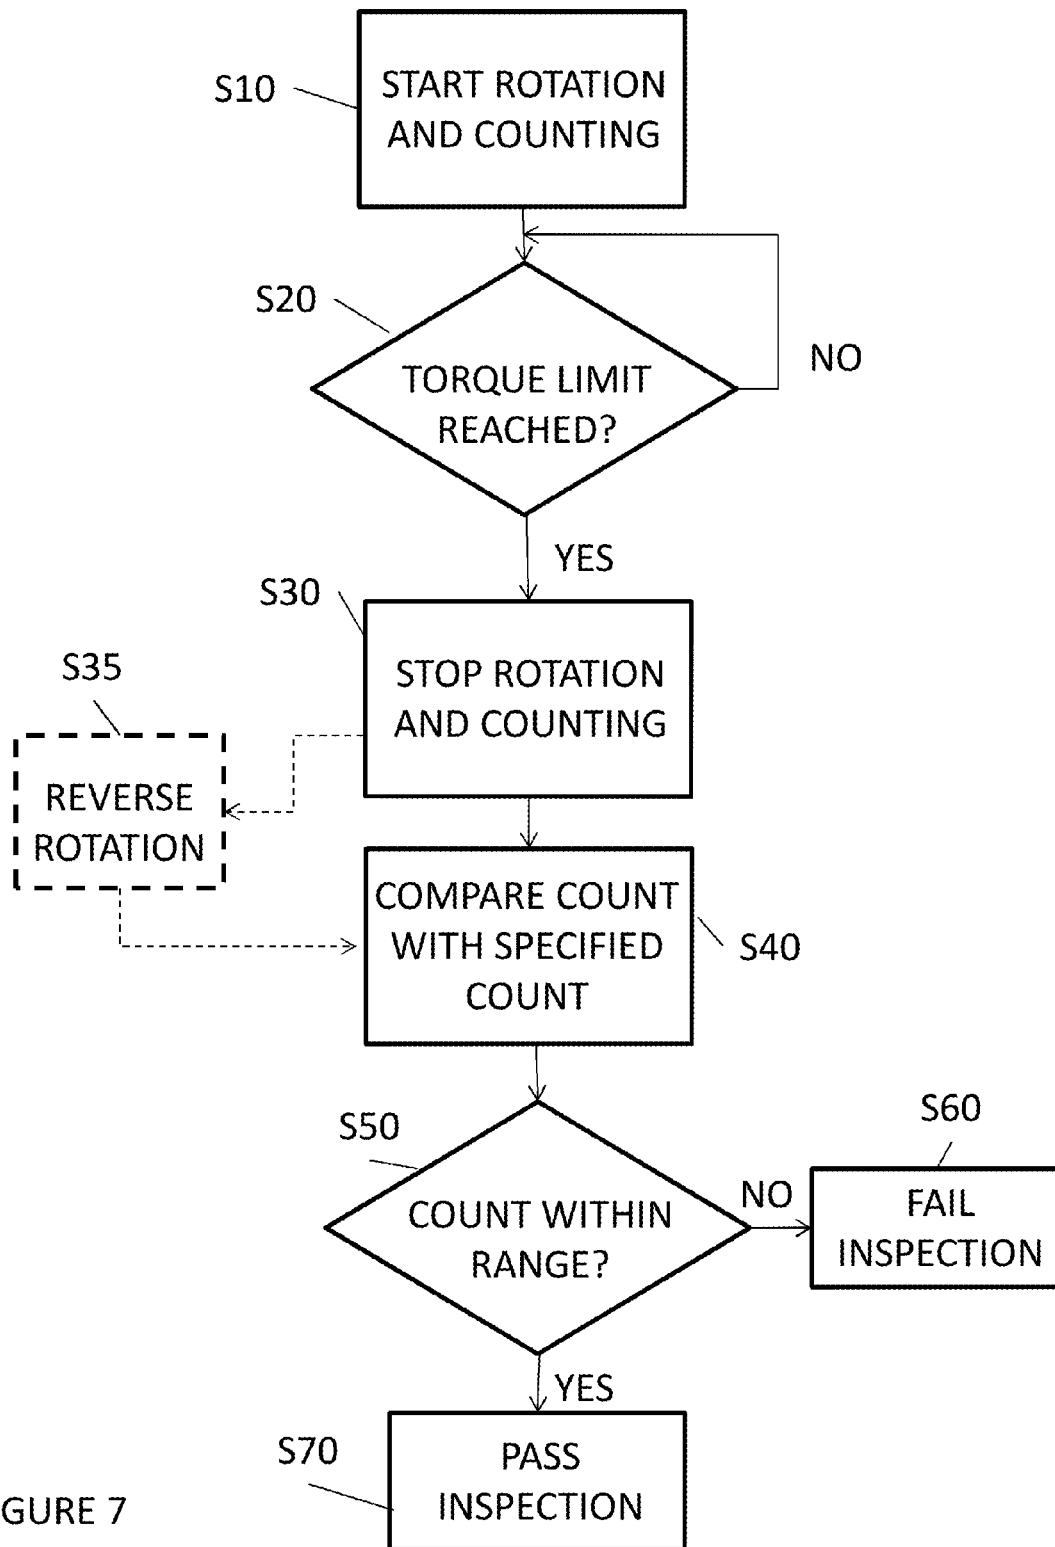 S10
START ROTATION
AND COUNTING
S20
TORQUE LIMIT
REACHED?
NO
YES
S30
STOP ROTATION
AND COUNTING
S35
REVERSE
ROTATION
COMPARE COUNT
WITH SPECIFIED
COUNT
S40
S50
COUNT WITHIN
RANGE?
NO
S60
FAIL
INSPECTION
YES
S70
PASS
INSPECTION
GURE 7